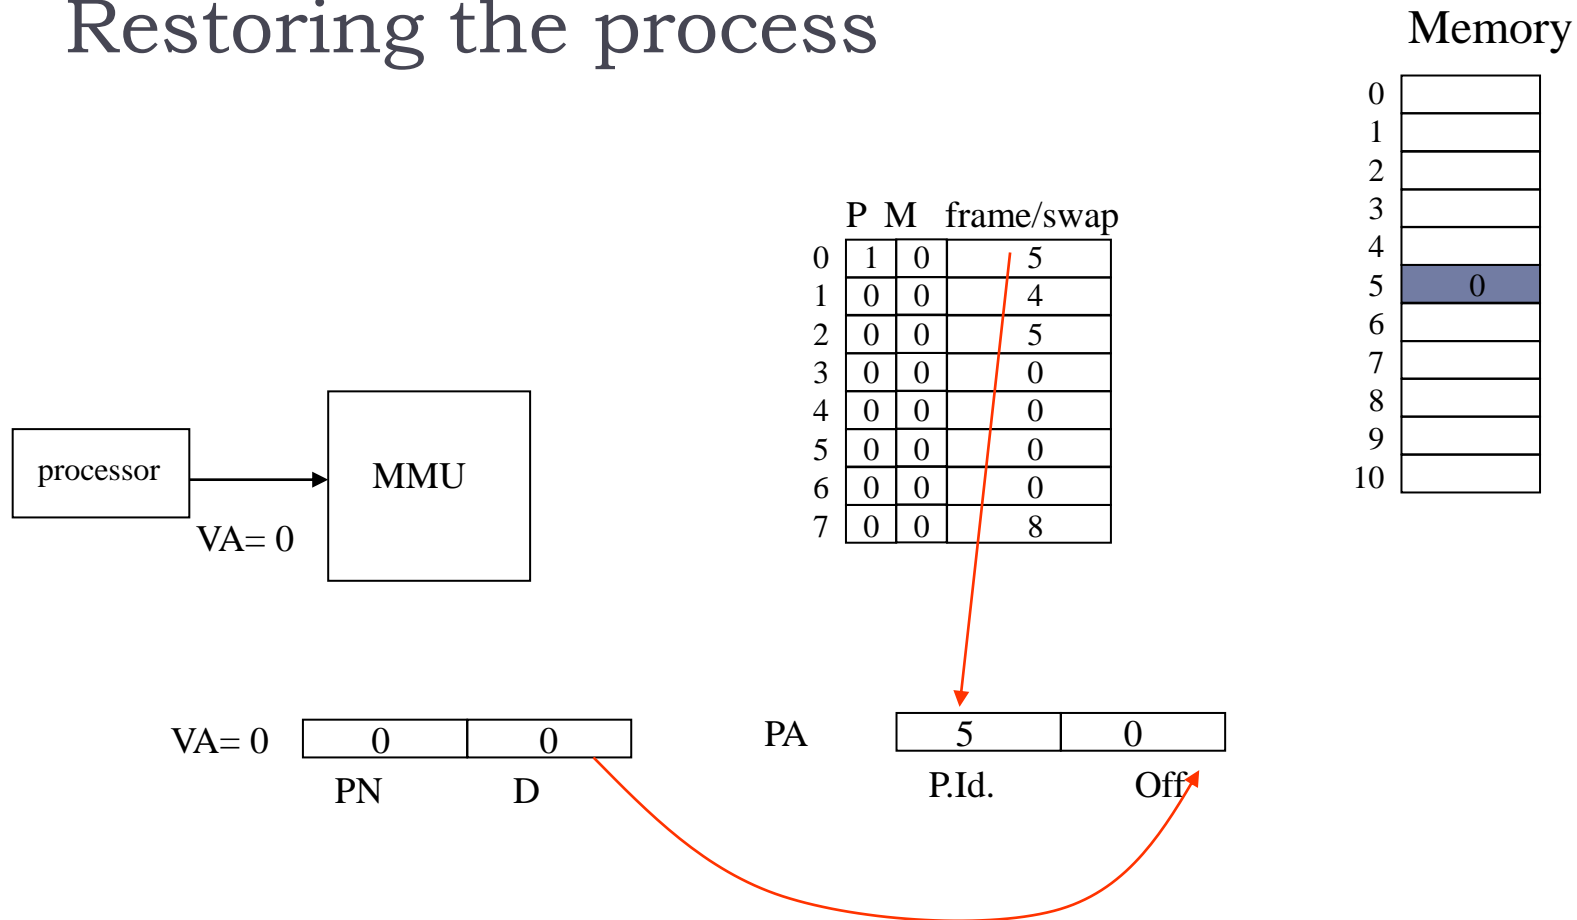 Restoring the process
Memory
0
1
2
3
4
5 0
6
7
8
9
10
P M frame/swap
0 1 0 5
1 0 0 4
2 0 0 5
3 0 0 0
4 0 0 0
5 0 0 0
6 0 0 0
7 0 0 8
processor
MMU
VA= 0
VA= 0 0 0
PN D
PA 5 0
P.Id. Off